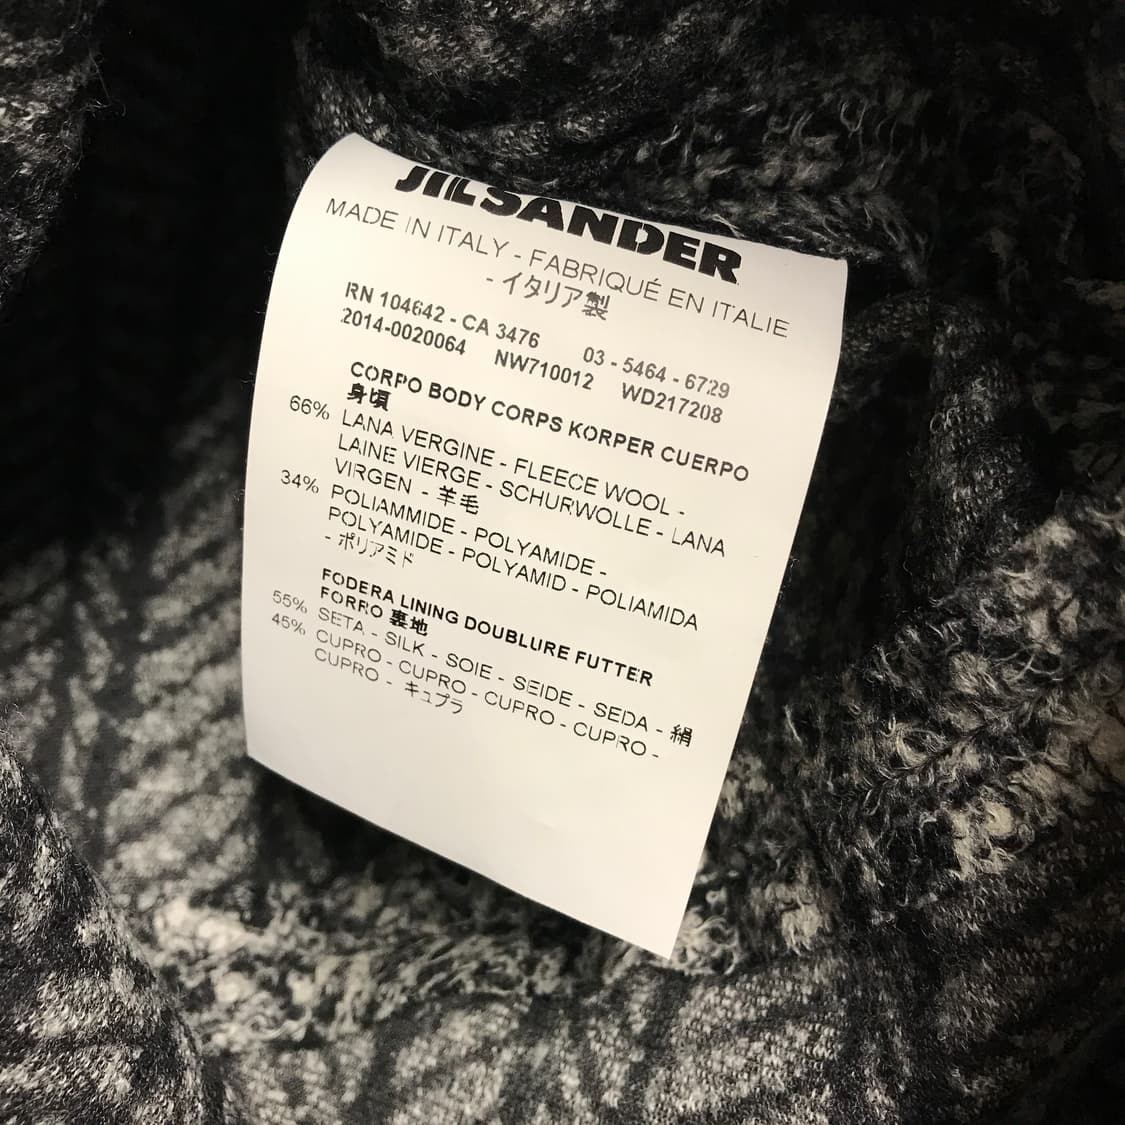 JIL SANDER
MADE IN ITALY - FABRIQUÉ EN ITALIE
- イタリア製
RN 104642 - CA 3476 03 - 5464 - 6729
2014-0020064 NW710012 WD217208
CORPO BODY CORPS KORPER CUERPO
身頃
66% LANA VERGINE - FLEECE WOOL -
LAINE VIERGE - SCHURWOLLE - LANA
VIRGEN - 羊毛
34% POLIAMMIDE - POLYAMIDE -
POLYAMIDE - POLYAMID - POLIAMIDA
- ポリアミド
FODERA LINING DOUBLURE FUTTER
FORRO 裏地
55% SETA - SILK - SOIE - SEIDE - SEDA - 絹
45% CUPRO - CUPRO - CUPRO - CUPRO -
CUPRO - キュプラ